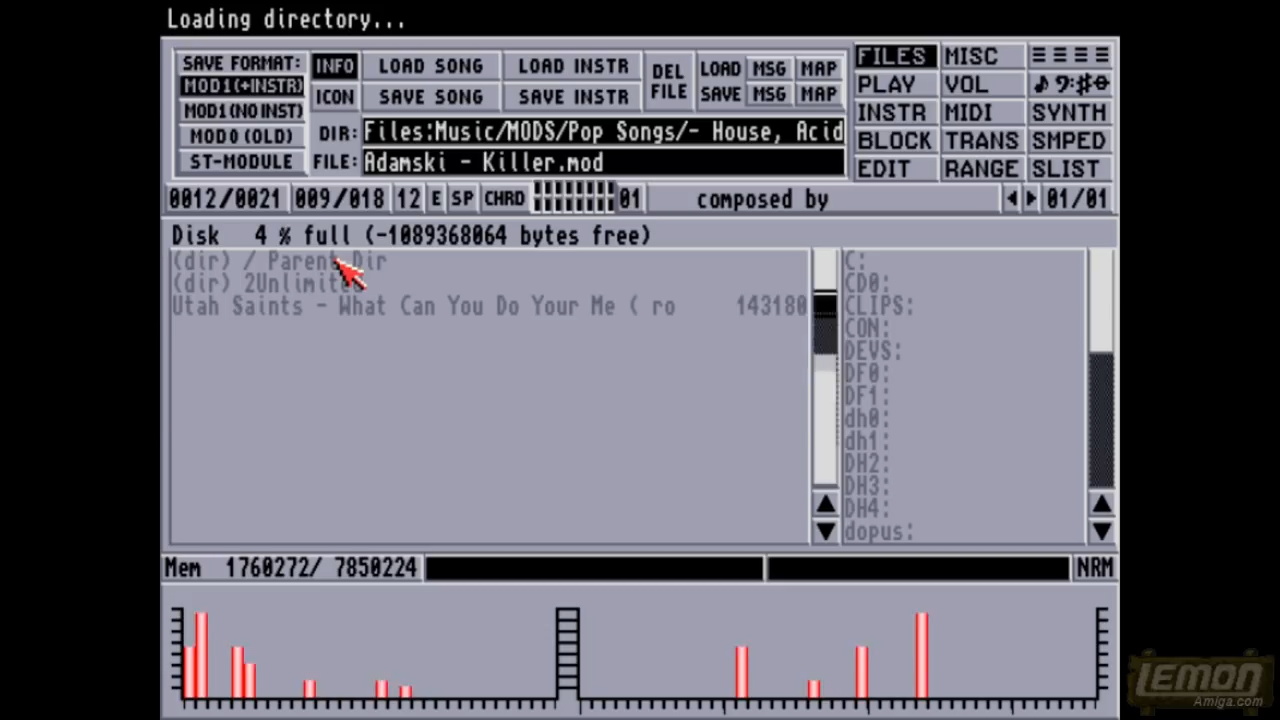 Loading directory...
SAVE FORMAT: INFO LOAD SONG LOAD INSTR DEL FILE LOAD MSG MAP FILES MISC
MOD1(+INSTR) ICON SAVE SONG SAVE INSTR SAVE MSG MAP PLAY VOL
MOD1(NO INST) DIR: Files:Music/MODS/Pop Songs/- House, Acid INSTR MIDI SYNTH
MOD0 (OLD) BLOCK TRANS SMPED
ST-MODULE FILE: Adamski - Killer.mod EDIT RANGE SLIST
0012/0021 009/018 12 E SP CHRD 01 composed by 01/01
Disk 4 % full (-1089368064 bytes free)
(dir) / Parent Dir C:
(dir) 2Unlimited CD0:
Utah Saints - What Can You Do Your Me ( ro 143180 CLIPS:
CON:
DEVS:
DF0:
DF1:
dh0:
dh1:
DH2:
DH3:
DH4:
dopus:
Mem 1760272/ 7850224 NRM
LEMON
Amiga.com